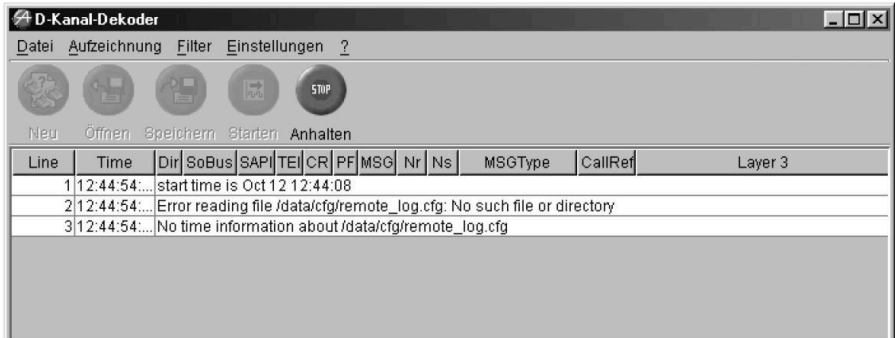 D-Kanal-Dekoder
Datei Aufzeichnung Filter Einstellungen ?
STOP
Neu Öffnen Speichern Starten Anhalten
Line Time Dir SoBus SAPI TEI CR PF MSG Nr Ns MSGType CallRef Layer 3
1 12:44:54:... start time is Oct 12 12:44:08
2 12:44:54:... Error reading file /data/cfg/remote_log.cfg: No such file or directory
3 12:44:54:... No time information about /data/cfg/remote_log.cfg